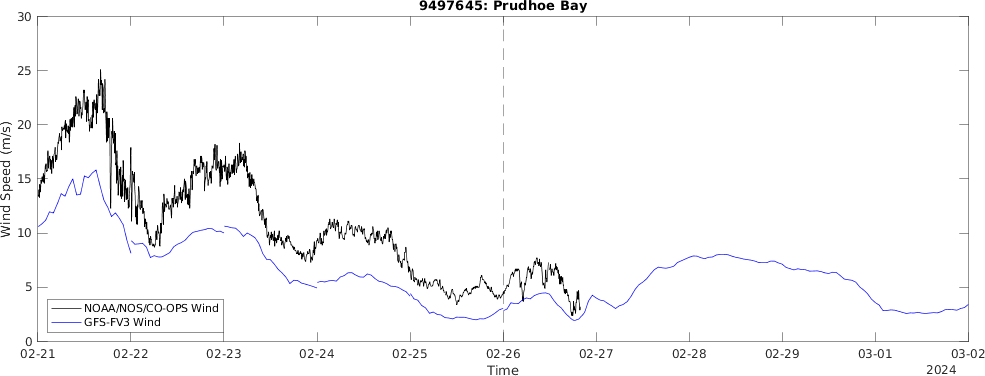 9497645: Prudhoe Bay
Wind Speed (m/s)
30
25
20
15
10
5
0
NOAA/NOS/CO-OPS Wind
GFS-FV3 Wind
02-21 02-22 02-23 02-24 02-25 02-26 02-27 02-28 02-29 03-01 03-02
Time
2024